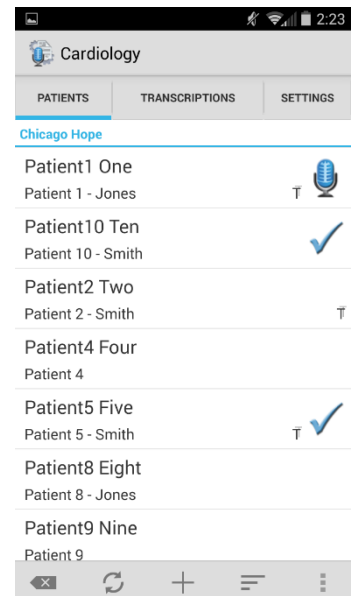 2:23
Cardiology
PATIENTS TRANSCRIPTIONS SETTINGS
Chicago Hope
Patient1 One
Patient 1 - Jones T
Patient10 Ten
Patient 10 - Smith
Patient2 Two
Patient 2 - Smith T
Patient4 Four
Patient 4
Patient5 Five
Patient 5 - Smith T
Patient8 Eight
Patient 8 - Jones
Patient9 Nine
Patient 9